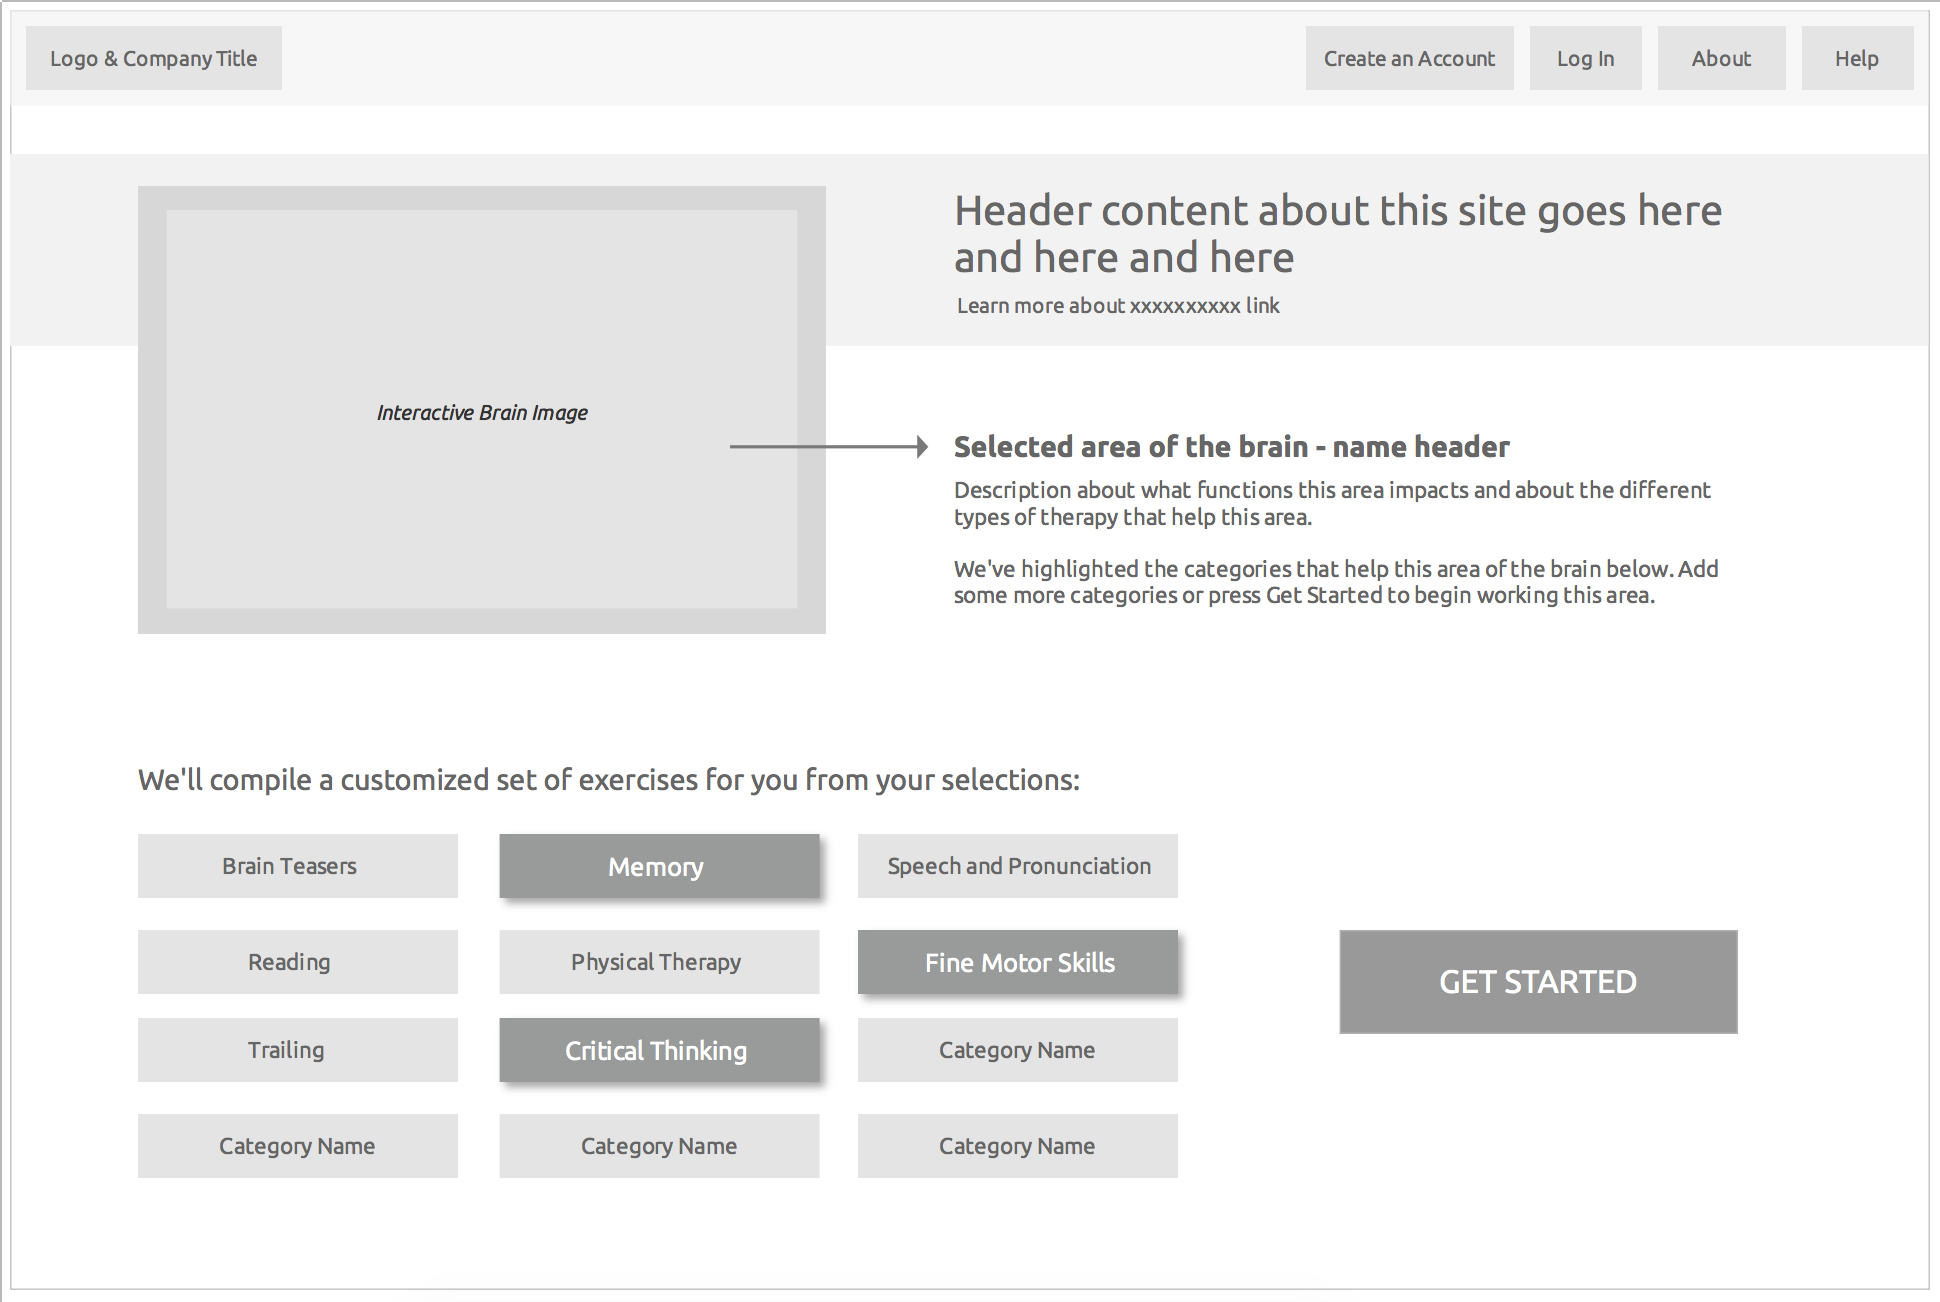 Logo & Company Title
Create an Account
Log In
About
Help
Header content about this site goes here
and here and here
Learn more about xxxxxxxxxx link
Interactive Brain Image
Selected area of the brain - name header
Description about what functions this area impacts and about the different
types of therapy that help this area.
We've highlighted the categories that help this area of the brain below. Add
some more categories or press Get Started to begin working this area.
We'll compile a customized set of exercises for you from your selections:
Brain Teasers
Memory
Speech and Pronunciation
Reading
Physical Therapy
Fine Motor Skills
GET STARTED
Trailing
Critical Thinking
Category Name
Category Name
Category Name
Category Name